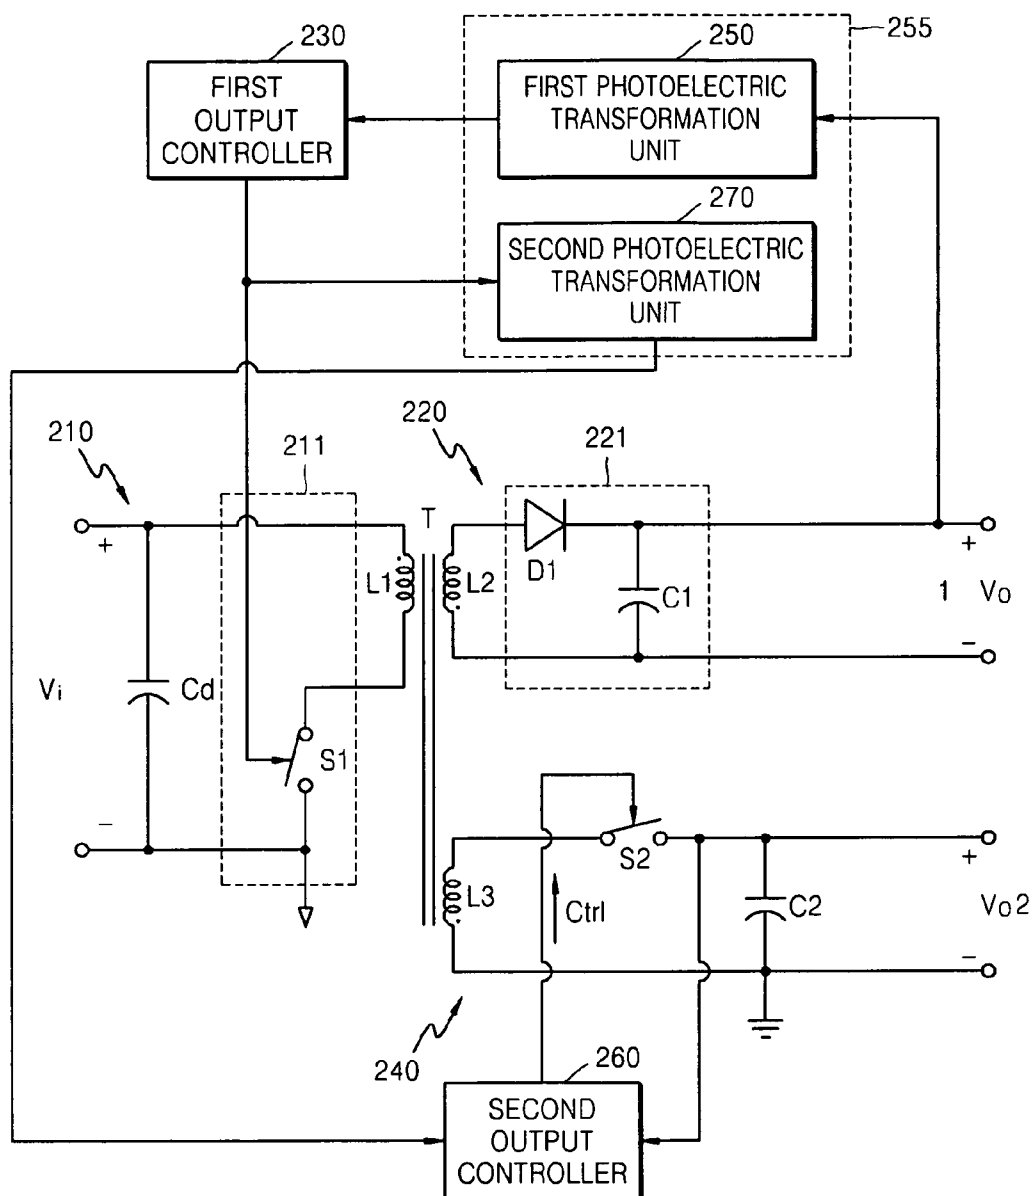 230
250
255
FIRST
OUTPUT
CONTROLLER
FIRST PHOTOELECTRIC
TRANSFORMATION
UNIT
270
SECOND PHOTOELECTRIC
TRANSFORMATION
UNIT
210
211
220
221
T
+
L1
L2
D1
C1
+
1 Vo
−
Vi
Cd
S1
−
S2
+
L3
Ctrl
C2
Vo2
−
240
260
SECOND
OUTPUT
CONTROLLER